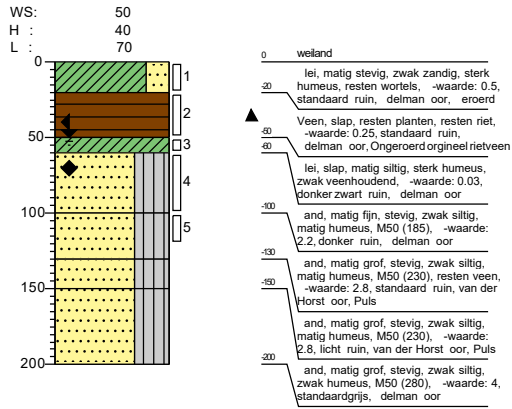 WS: 50
H : 40
L : 70
0
50
100
150
200
1
2
3
4
5
0 weiland
-20
lei, matig stevig, zwak zandig, sterk
humeus, resten wortels, -waarde: 0.5,
standaard ruin, delman oor, eroerd
-50
Veen, slap, resten planten, resten riet,
-waarde: 0.25, standaard ruin,
delman oor, Ongeroerd orgineel rietveen
-60
lei, slap, matig siltig, sterk humeus,
zwak veenhoudend, -waarde: 0.03,
donker zwart ruin, delman oor
-100
and, matig fijn, stevig, zwak siltig,
matig humeus, M50 (185), -waarde:
2.2, donker ruin, delman oor
-130
and, matig grof, stevig, zwak siltig,
matig humeus, M50 (230), resten veen,
-waarde: 2.8, standaard ruin, van der
Horst oor, Puls
-150
and, matig grof, stevig, zwak siltig,
matig humeus, M50 (230), -waarde:
2.8, licht ruin, van der Horst oor, Puls
-200
and, matig grof, stevig, zwak siltig,
zwak humeus, M50 (280), -waarde: 4,
standaardgrijs, delman oor